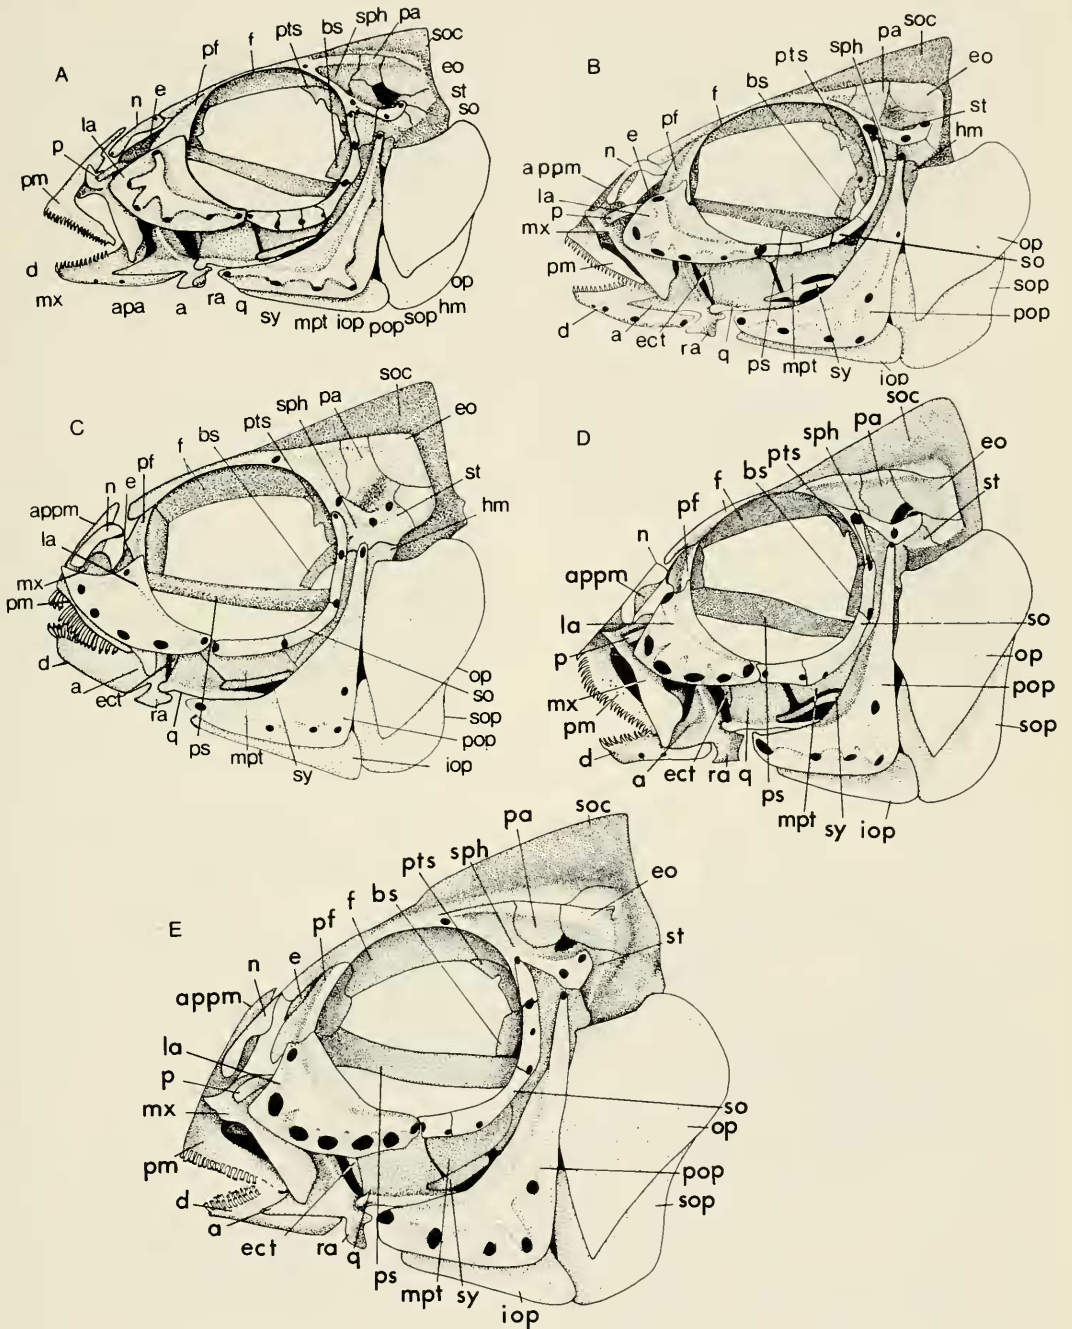 A
p
la
n
e
pf
f
pts
bs
sph
pa
soc
eo
st
so
pm
d
mx
apa
a
ra
q
sy
mpt
iop
pop
sop
hm
op
B
appm
la
p
mx
pm
d
a
ect
ra
q
ps
mpt
sy
iop
pop
sop
so
op
hm
st
eo
soc
pa
sph
pts
bs
f
pf
e
n
C
appm
la
mx
pm
d
a
ect
ra
q
ps
mpt
sy
iop
pop
sop
so
op
hm
st
eo
soc
pa
sph
pts
bs
f
pf
e
n
D
appm
la
p
mx
pm
d
a
ect
ra
q
ps
mpt
sy
iop
sop
pop
op
so
st
eo
soc
pa
sph
pts
bs
f
pf
n
E
appm
la
p
mx
pm
d
a
ect
ra
q
ps
mpt
sy
iop
sop
pop
op
so
st
eo
soc
pa
sph
pts
bs
f
pf
e
n